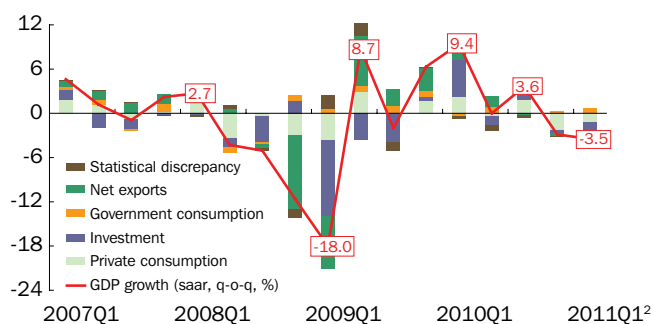 12
6
0
-6
-12
-18
-24
2.7
8.7
9.4
3.6
-3.5
-18.0
Statistical discrepancy
Net exports
Government consumption
Investment
Private consumption
GDP growth (saar, q-o-q, %)
2007Q1 2008Q1 2009Q1 2010Q1 2011Q1²